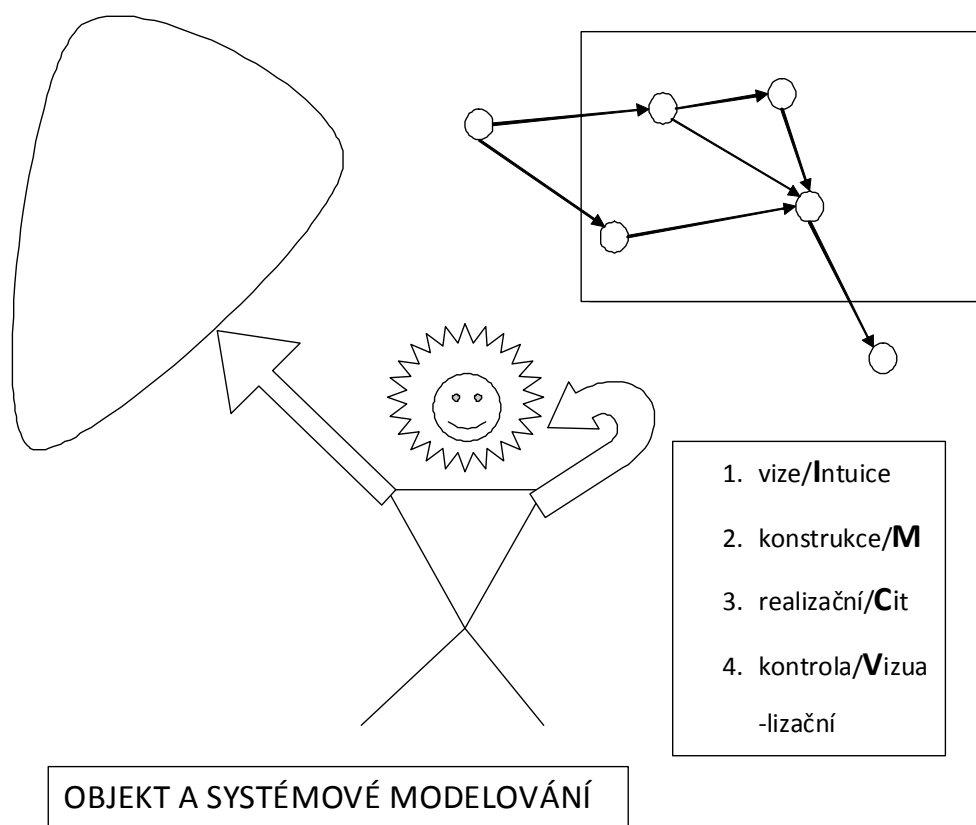 1. vize/Intuice
2. konstrukce/M
3. realizační/Cit
4. kontrola/Vizua
-lizační
OBJEKT A SYSTÉMOVÉ MODELOVÁNÍ